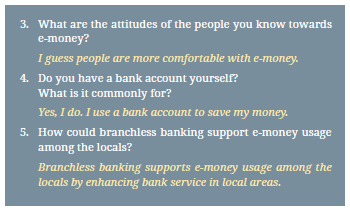 3. What are the attitudes of the people you know towards
e-money?
I guess people are more comfortable with e-money.
4. Do you have a bank account yourself?
What is it commonly for?
Yes, I do. I use a bank account to save my money.
5. How could branchless banking support e-money usage
among the locals?
Branchless banking supports e-money usage among the
locals by enhancing bank service in local areas.